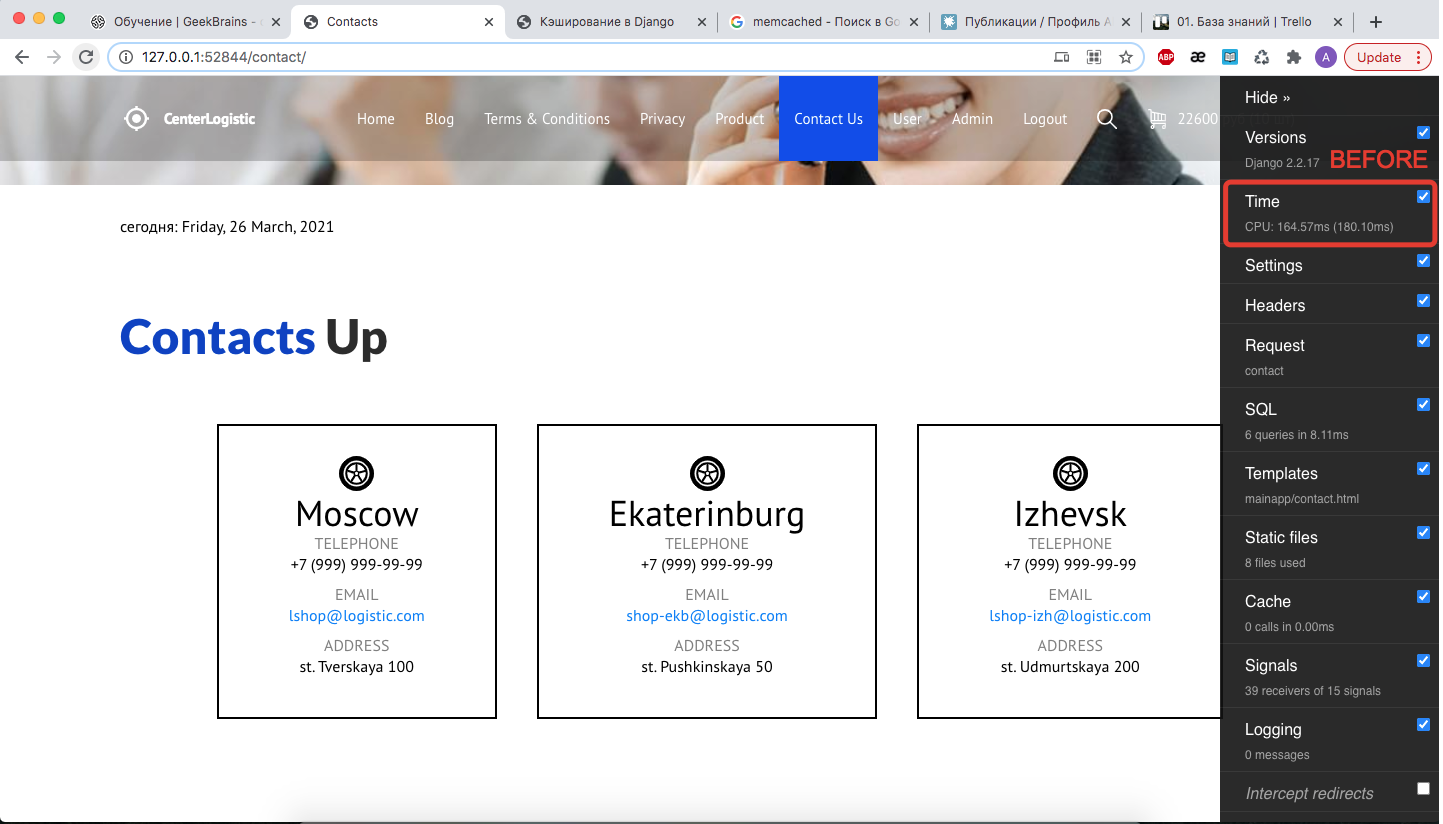 Обучение | GeekBrains -
Contacts
Кэширование в Django
memcached - Поиск в Go
Публикации / Профиль A
01. База знаний | Trello
127.0.0.1:52844/contact/
ABP
æ
A
Update
CenterLogistic
Home
Blog
Terms & Conditions
Privacy
Product
Contact Us
User
Admin
Logout
22600
сегодня: Friday, 26 March, 2021
Contacts Up
Moscow
TELEPHONE
+7 (999) 999-99-99
EMAIL
lshop@logistic.com
ADDRESS
st. Tverskaya 100
Ekaterinburg
TELEPHONE
+7 (999) 999-99-99
EMAIL
shop-ekb@logistic.com
ADDRESS
st. Pushkinskaya 50
Izhevsk
TELEPHONE
+7 (999) 999-99-99
EMAIL
lshop-izh@logistic.com
ADDRESS
st. Udmurtskaya 200
Hide »
Versions
Django 2.2.17
BEFORE
Time
CPU: 164.57ms (180.10ms)
Settings
Headers
Request
contact
SQL
6 queries in 8.11ms
Templates
mainapp/contact.html
Static files
8 files used
Cache
0 calls in 0.00ms
Signals
39 receivers of 15 signals
Logging
0 messages
Intercept redirects